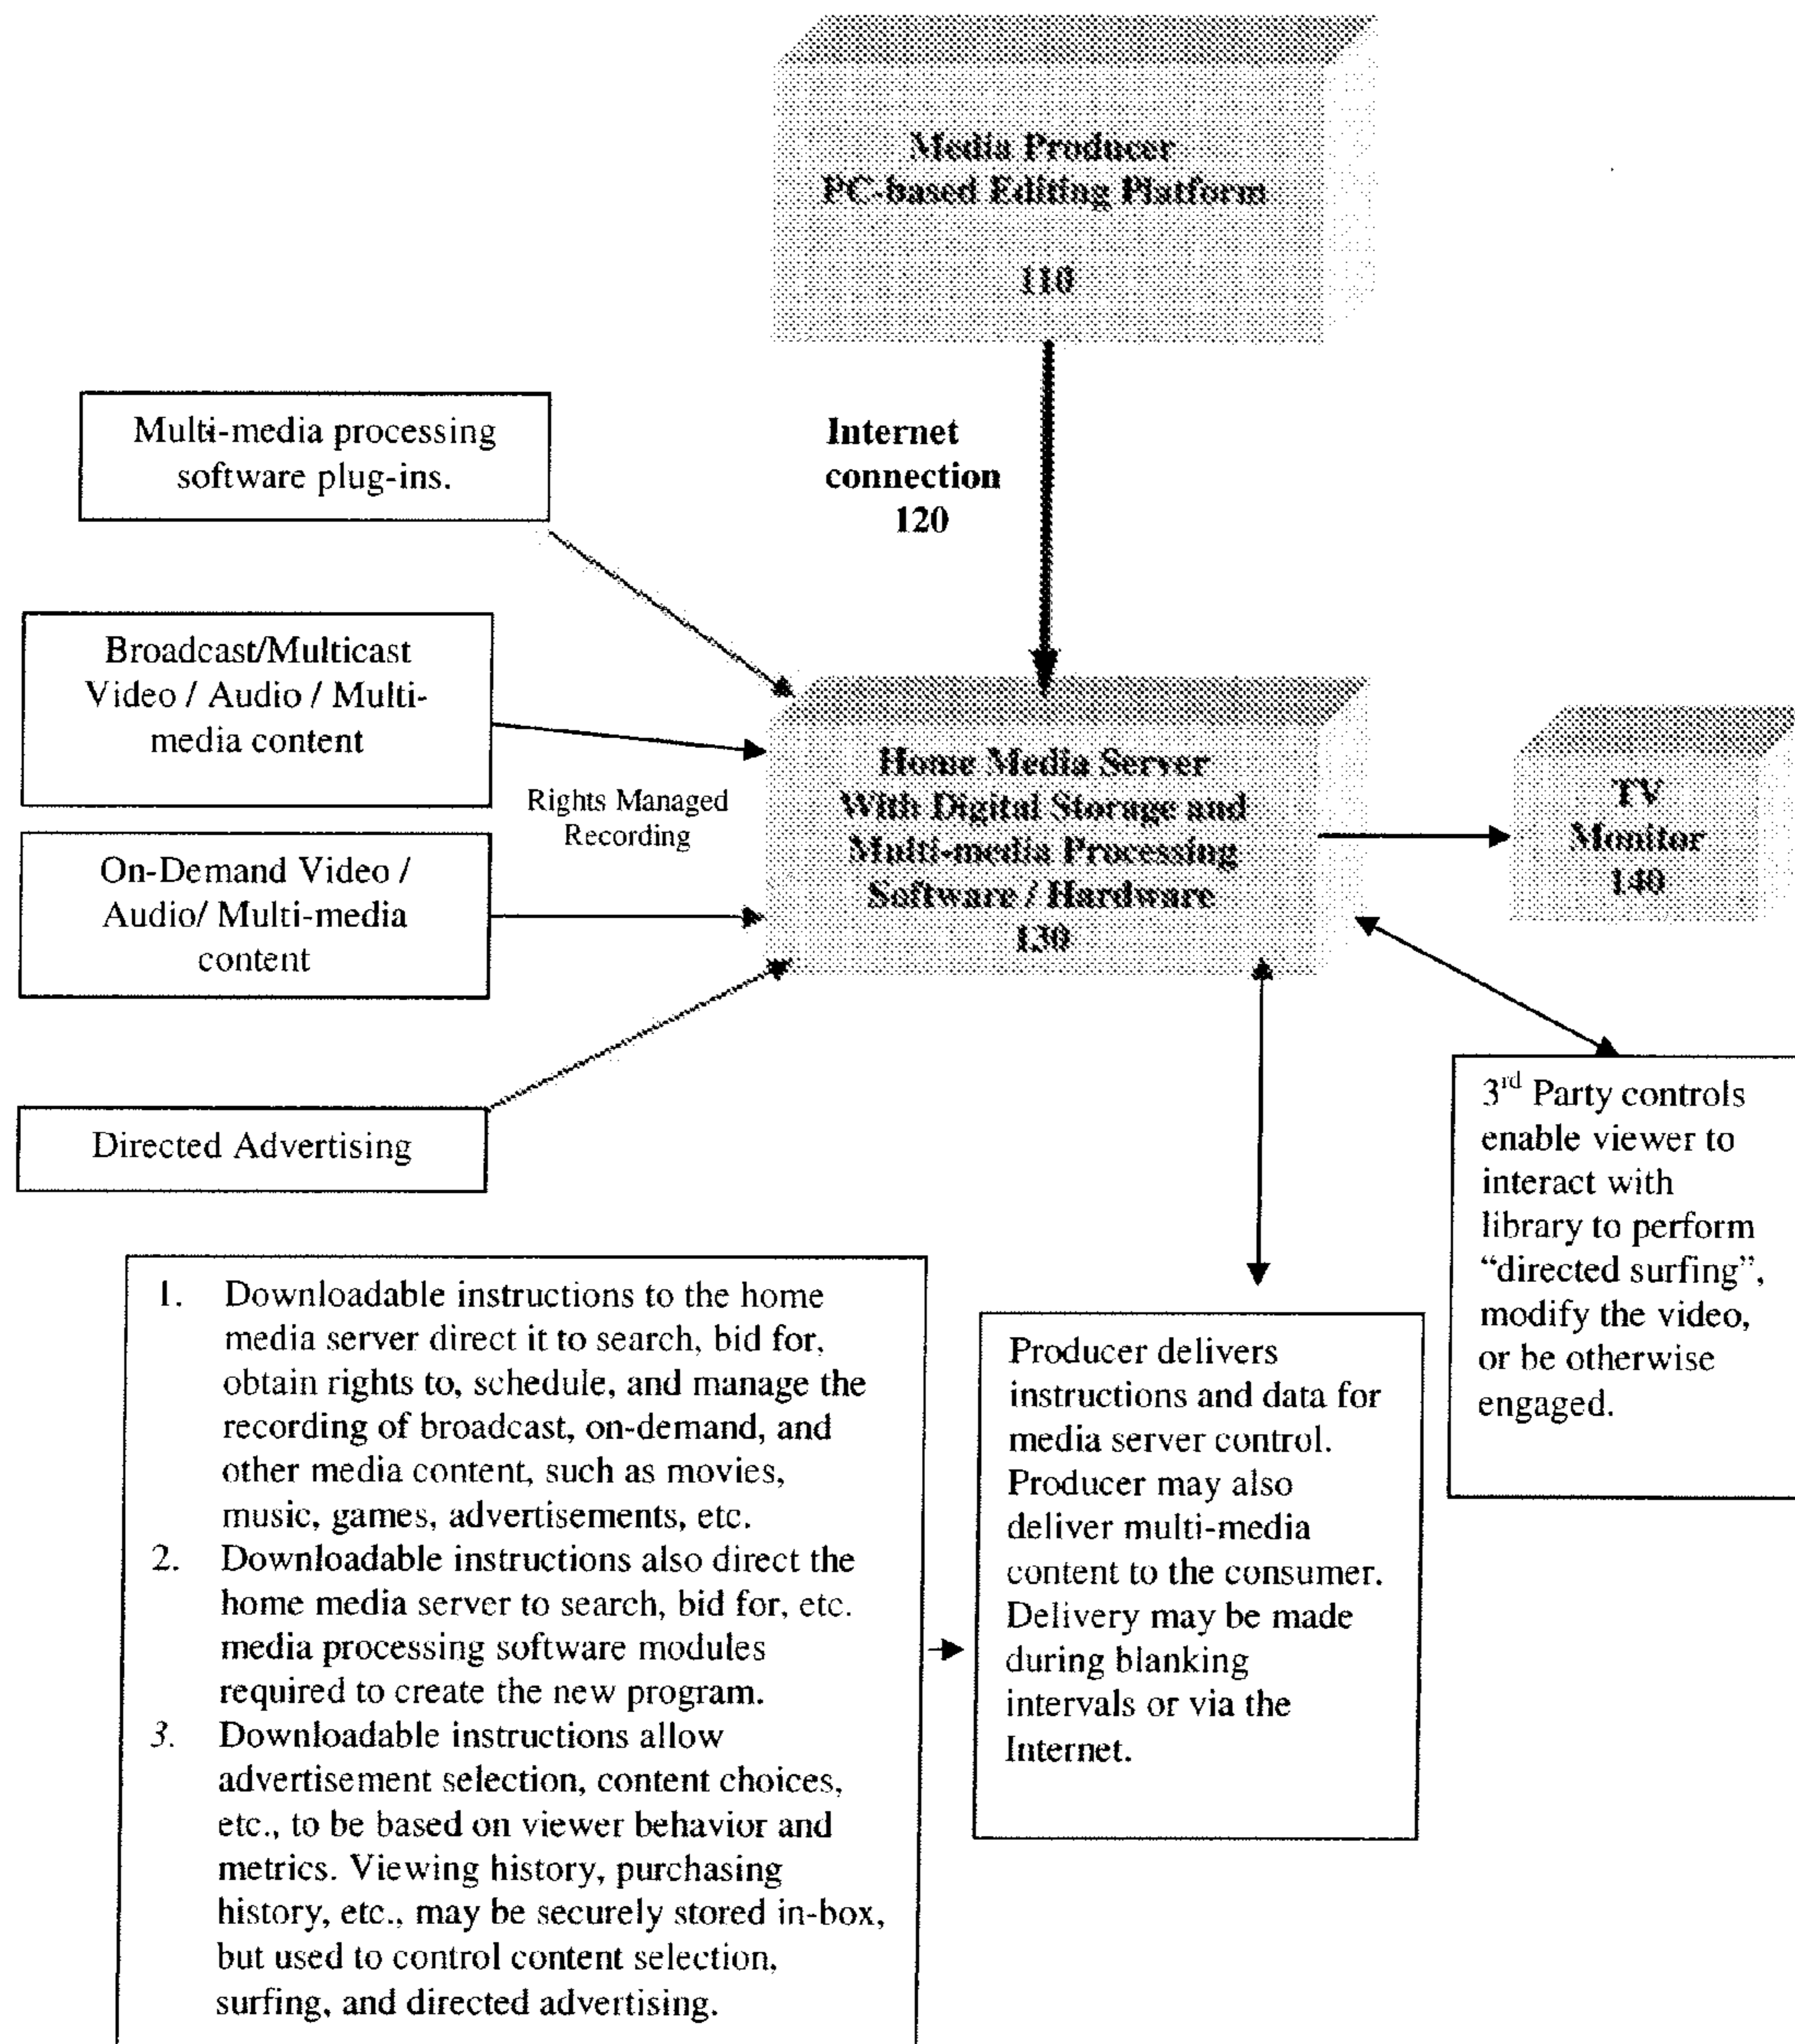 Media Producer
PC-based Editing Platform
110
Multi-media processing
software plug-ins.
Internet
connection
120
Broadcast/Multicast
Video / Audio / Multi-
media content
Rights Managed
Recording
On-Demand Video /
Audio/ Multi-media
content
Home Media Server
With Digital Storage and
Multi-media Processing
Software / Hardware
130
TV
Monitor
140
Directed Advertising
3rd Party controls
enable viewer to
interact with
library to perform
“directed surfing”,
modify the video,
or be otherwise
engaged.
1. Downloadable instructions to the home
media server direct it to search, bid for,
obtain rights to, schedule, and manage the
recording of broadcast, on-demand, and
other media content, such as movies,
music, games, advertisements, etc.
2. Downloadable instructions also direct the
home media server to search, bid for, etc.
media processing software modules
required to create the new program.
3. Downloadable instructions allow
advertisement selection, content choices,
etc., to be based on viewer behavior and
metrics. Viewing history, purchasing
history, etc., may be securely stored in-box,
but used to control content selection,
surfing, and directed advertising.
Producer delivers
instructions and data for
media server control.
Producer may also
deliver multi-media
content to the consumer.
Delivery may be made
during blanking
intervals or via the
Internet.